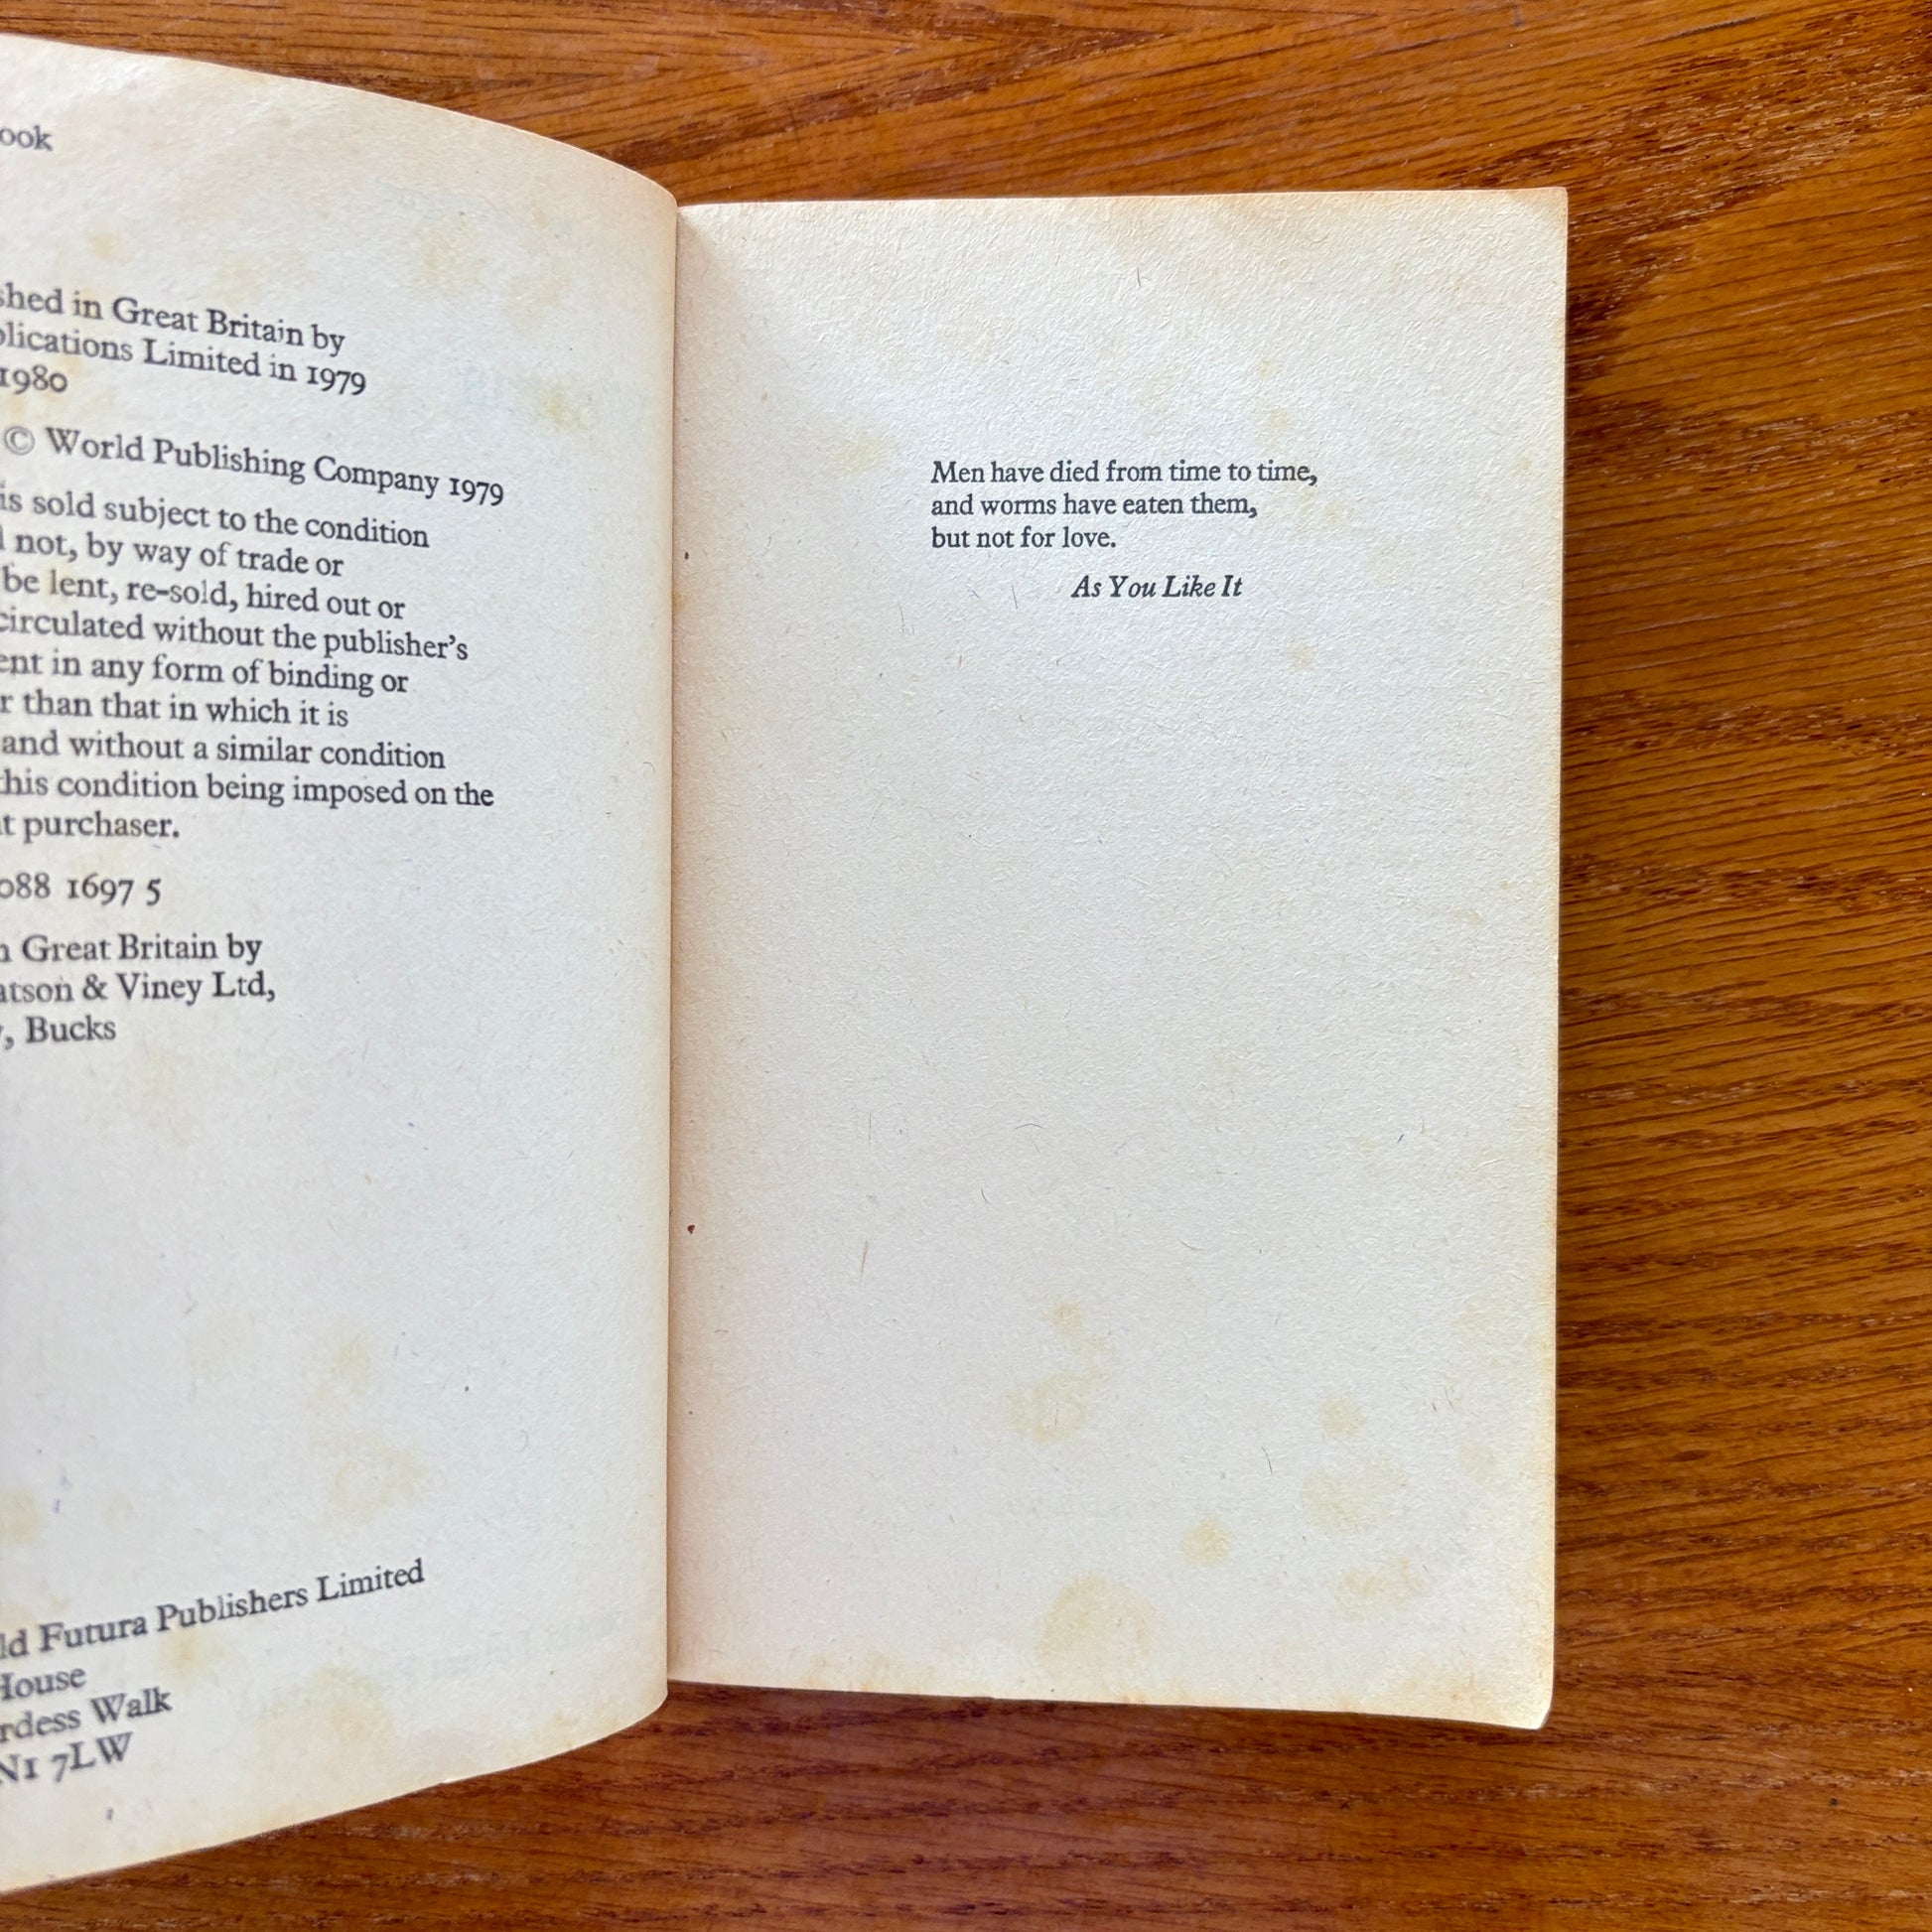 ook
shed in Great Britain by
blications Limited in 1979
1980
© World Publishing Company 1979
is sold subject to the condition
not, by way of trade or
be lent, re-sold, hired out or
circulated without the publisher's
ent in any form of binding or
r than that in which it is
and without a similar condition
this condition being imposed on the
t purchaser.
088 1697 5
n Great Britain by
atson & Viney Ltd,
, Bucks
ld Futura Publishers Limited
House
rdess Walk
N1 7LW
Men have died from time to time,
and worms have eaten them,
but not for love.
As You Like It